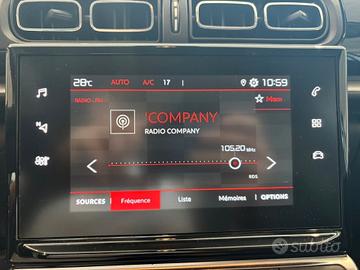 28°C AUTO A/C 17 10:59
RADIO - FM
Mém
'COMPANY
RADIO COMPANY
105.20 MHz
RDS
SOURCES Fréquence Liste Mémoires OPTIONS
subito